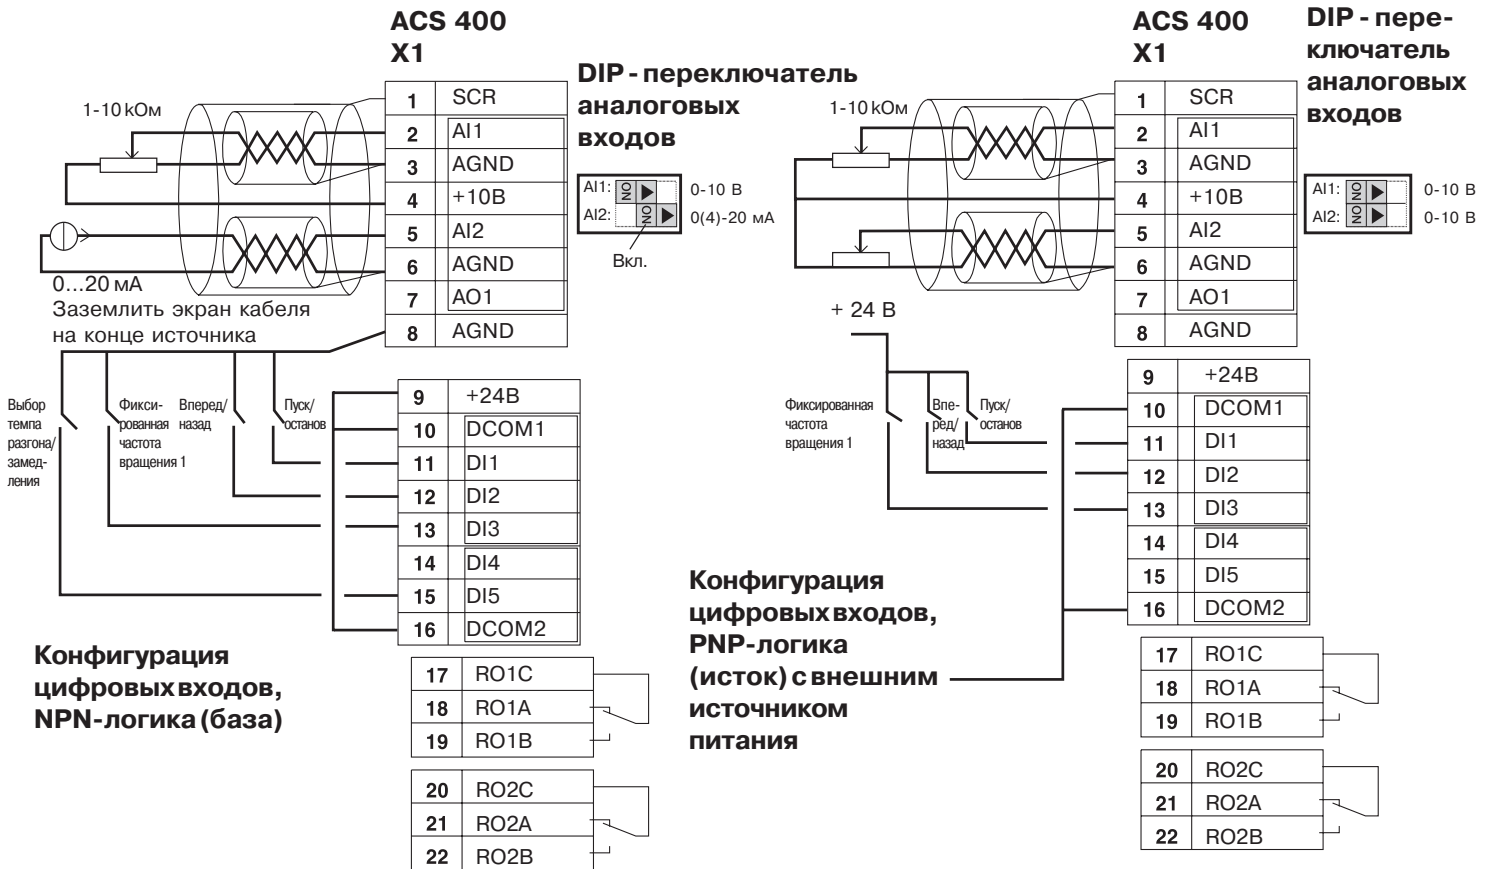 ACS 400
X1
DIP - переключатель
аналоговых
входов
1-10 кОм
1 SCR
2 AI1
3 AGND
4 +10В
5 AI2
6 AGND
7 AO1
8 AGND
AI1: NO 0-10 В
AI2: NO 0(4)-20 мА
Вкл.
0...20 мА
Заземлить экран кабеля
на конце источника
Выбор
темпа
разгона/
замед-
ления
Фикси-
рованная
частота
вращения 1
Вперед/
назад
Пуск/
останов
9 +24В
10 DCOM1
11 DI1
12 DI2
13 DI3
14 DI4
15 DI5
16 DCOM2
Конфигурация
цифровых входов,
NPN-логика (база)
17 RO1C
18 RO1A
19 RO1B
20 RO2C
21 RO2A
22 RO2B
ACS 400
X1
DIP - пере-
ключатель
аналоговых
входов
1-10 кОм
1 SCR
2 AI1
3 AGND
4 +10В
5 AI2
6 AGND
7 AO1
8 AGND
AI1: NO 0-10 В
AI2: NO 0-10 В
+ 24 В
Фиксированная
частота
вращения 1
Впе-
ред/
назад
Пуск/
останов
9 +24В
10 DCOM1
11 DI1
12 DI2
13 DI3
14 DI4
15 DI5
16 DCOM2
Конфигурация
цифровых входов,
PNP-логика
(исток) с внешним
источником
питания
17 RO1C
18 RO1A
19 RO1B
20 RO2C
21 RO2A
22 RO2B